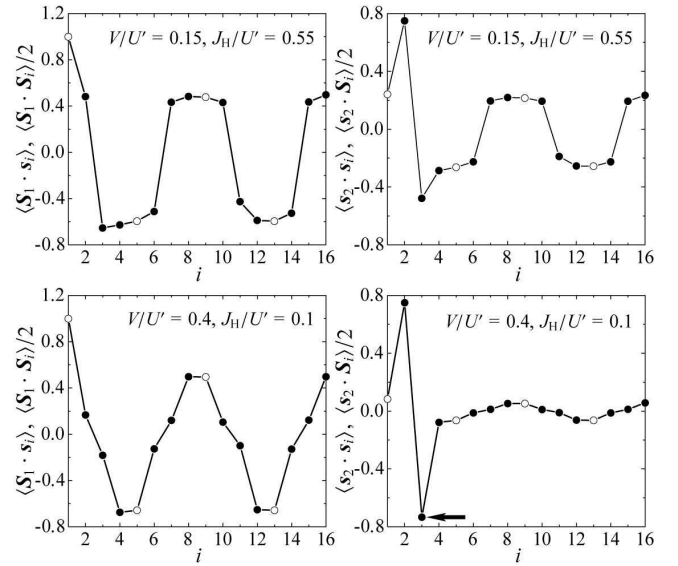 V/U′ = 0.15, J_H/U′ = 0.55
⟨S₁ · sᵢ⟩, ⟨S₁ · Sᵢ⟩/2
1.2
0.8
0.4
0.0
-0.4
-0.8
2 4 6 8 10 12 14 16
i
V/U′ = 0.15, J_H/U′ = 0.55
⟨s₂ · sᵢ⟩, ⟨s₂ · Sᵢ⟩/2
0.8
0.4
0.0
-0.4
-0.8
2 4 6 8 10 12 14 16
i
V/U′ = 0.4, J_H/U′ = 0.1
⟨S₁ · sᵢ⟩, ⟨S₁ · Sᵢ⟩/2
1.2
0.8
0.4
0.0
-0.4
-0.8
2 4 6 8 10 12 14 16
i
V/U′ = 0.4, J_H/U′ = 0.1
⟨s₂ · sᵢ⟩, ⟨s₂ · Sᵢ⟩/2
0.8
0.4
0.0
-0.4
-0.8
2 4 6 8 10 12 14 16
i